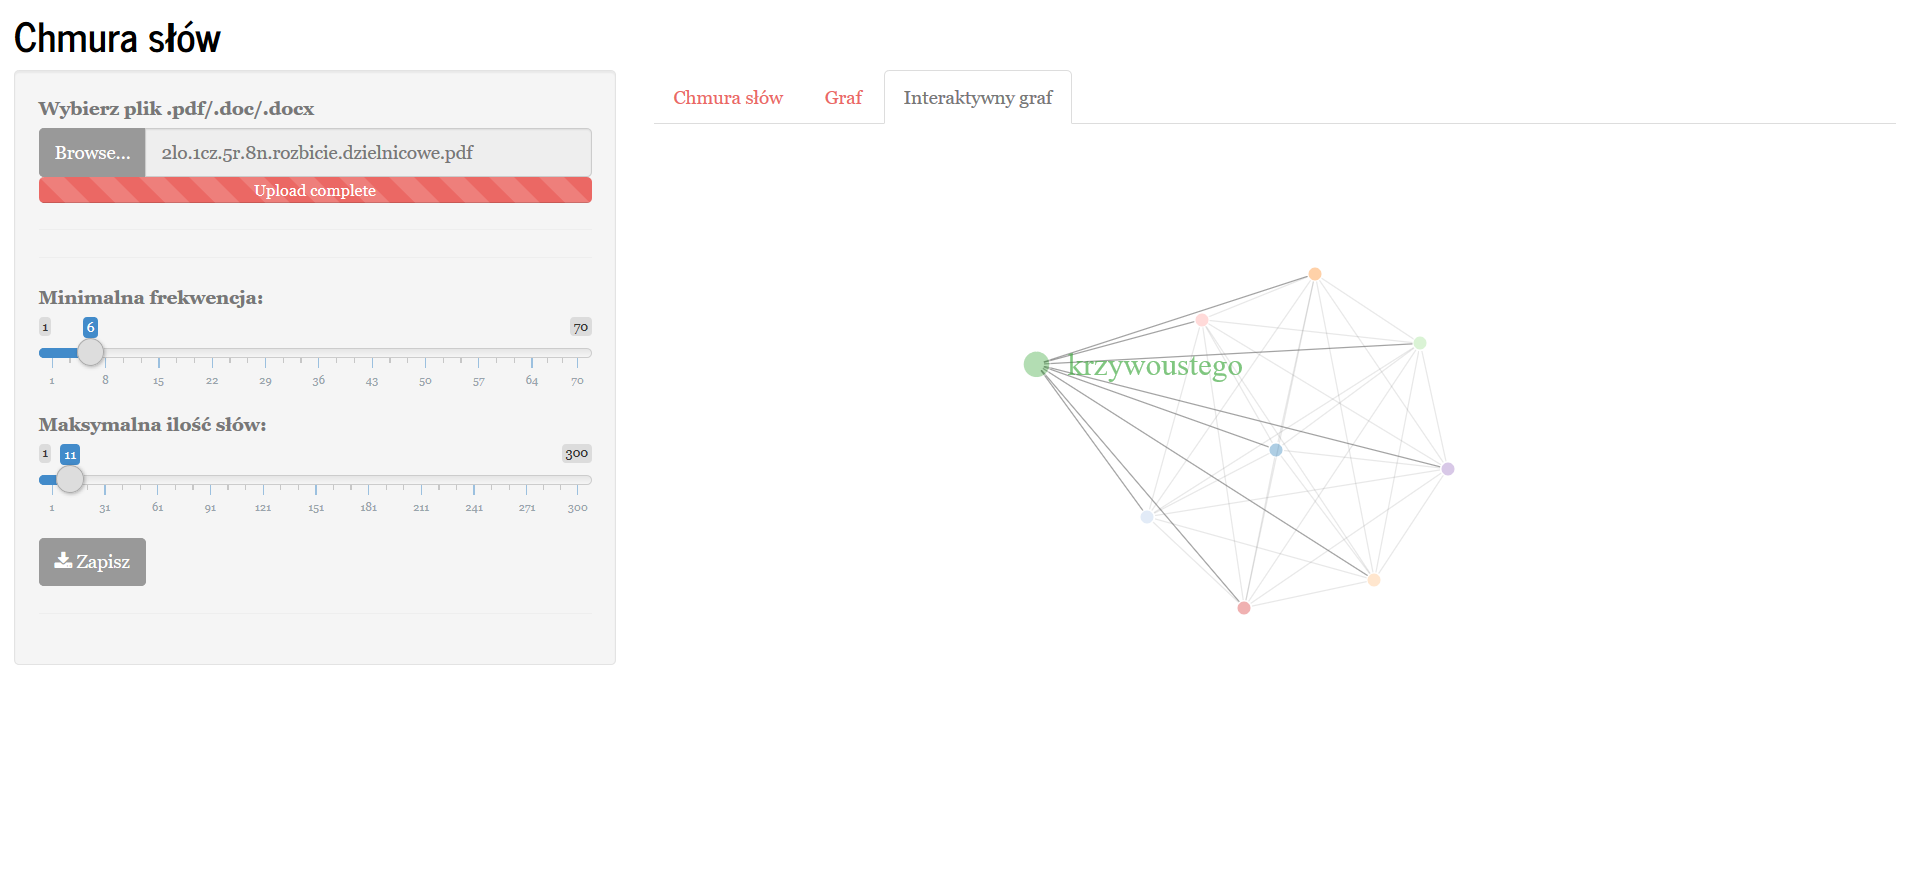 Chmura słów
Wybierz plik .pdf/.doc/.docx
Browse... 2lo.1cz.5r.8n.rozbicie.dzielnicowe.pdf
Upload complete
Minimalna frekwencja:
1 6 70
1 8 15 22 29 36 43 50 57 64 70
Maksymalna ilość słów:
1 11 300
1 31 61 91 121 151 181 211 241 271 300
Zapisz
Chmura słów Graf Interaktywny graf
krzywoustego